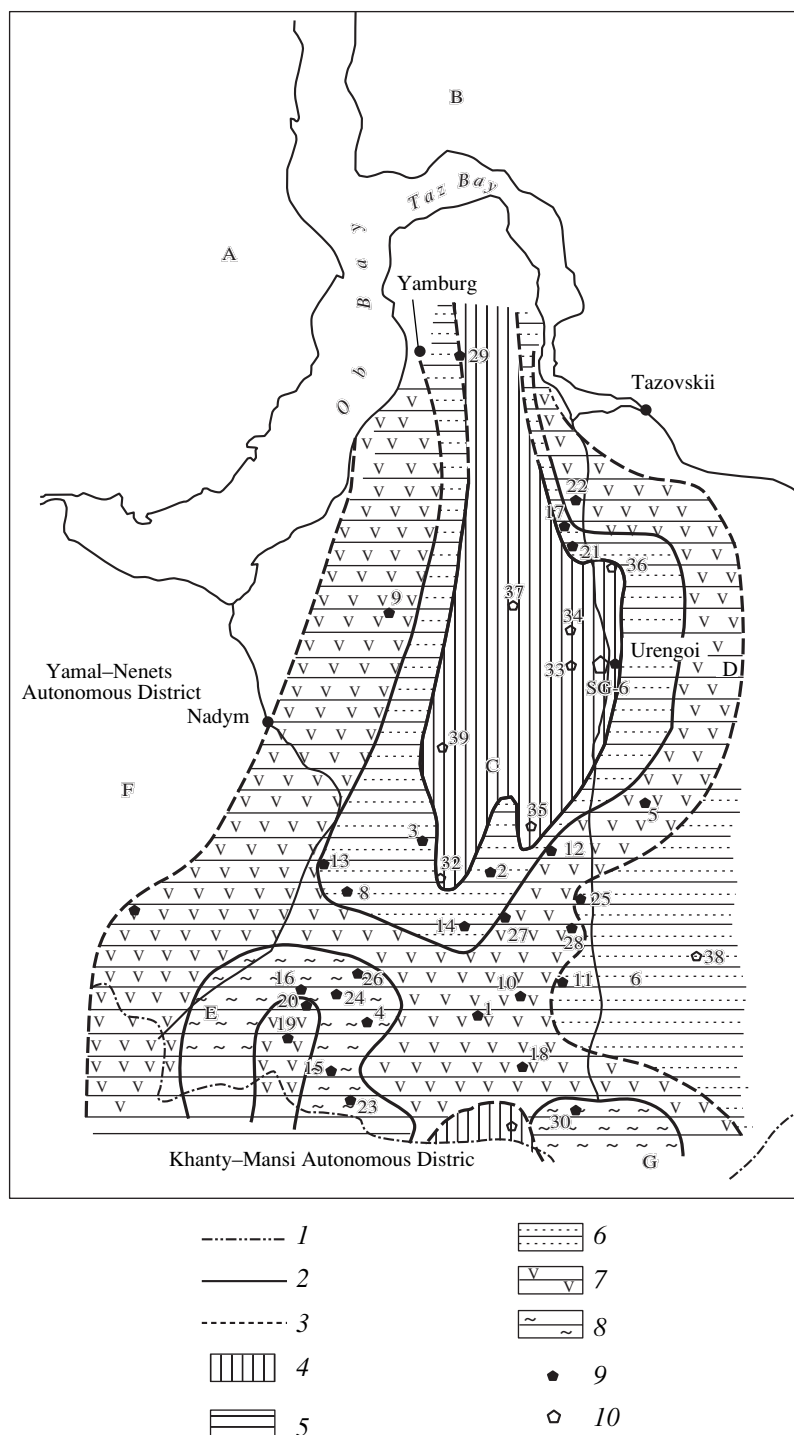 B
Taz Bay
A
Ob Bay
Yamburg
29
Tazovskii
22
17
21
36
37
9
34
Urengoi
33
D
SG-6
Yamal–Nenets
Autonomous District
Nadym
39
C
F
5
35
3
12
13
32
2
8
25
14
27
28
38
26
11
6
16
10
24
20
E
4
1
19
18
15
23
30
Khanty–Mansi Autonomous Distric
G
1
2
3
4
5
6
7
8
9
10